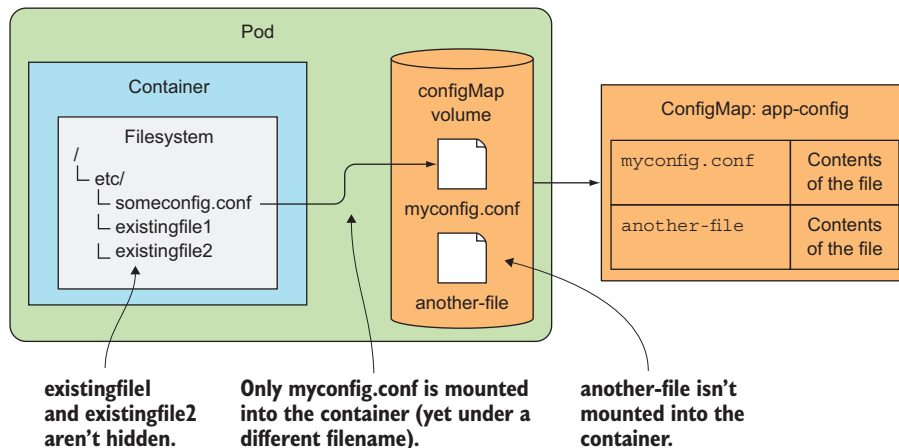 Pod
Container
Filesystem
/
etc/
someconfig.conf
existingfile1
existingfile2
configMap
volume
myconfig.conf
another-file
ConfigMap: app-config
myconfig.conf
Contents
of the file
another-file
Contents
of the file
existingfileI
and existingfile2
aren't hidden.
Only myconfig.conf is mounted
into the container (yet under a
different filename).
another-file isn't
mounted into the
container.